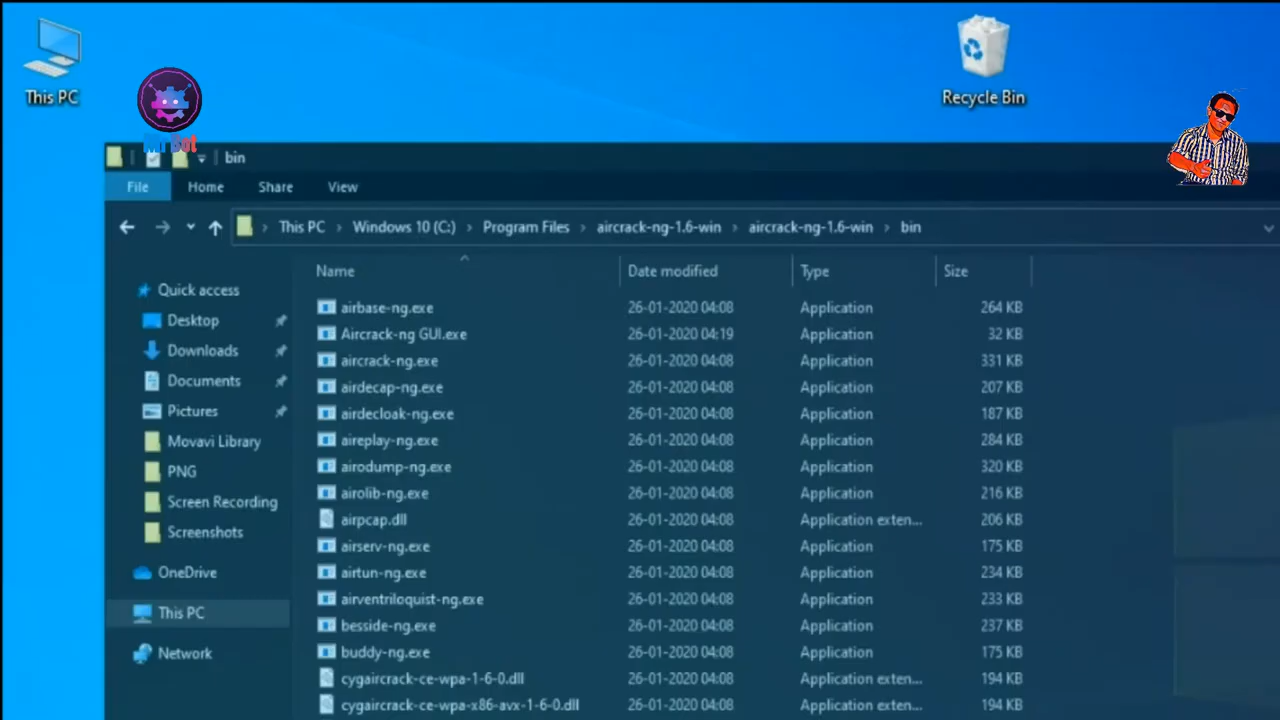 This PC
Recycle Bin
Mr Bot
bin
File Home Share View
This PC Windows 10 (C:) Program Files aircrack-ng-1.6-win aircrack-ng-1.6-win bin
Name Date modified Type Size
Quick access
Desktop
Downloads
Documents
Pictures
Movavi Library
PNG
Screen Recording
Screenshots
OneDrive
This PC
Network
airbase-ng.exe 26-01-2020 04:08 Application 264 KB
Aircrack-ng GUI.exe 26-01-2020 04:19 Application 32 KB
aircrack-ng.exe 26-01-2020 04:08 Application 331 KB
airdecap-ng.exe 26-01-2020 04:08 Application 207 KB
airdecloak-ng.exe 26-01-2020 04:08 Application 187 KB
aireplay-ng.exe 26-01-2020 04:08 Application 284 KB
airodump-ng.exe 26-01-2020 04:08 Application 320 KB
airolib-ng.exe 26-01-2020 04:08 Application 216 KB
airpcap.dll 26-01-2020 04:08 Application exten... 206 KB
airserv-ng.exe 26-01-2020 04:08 Application 175 KB
airtun-ng.exe 26-01-2020 04:08 Application 234 KB
airventriloquist-ng.exe 26-01-2020 04:08 Application 233 KB
besside-ng.exe 26-01-2020 04:08 Application 237 KB
buddy-ng.exe 26-01-2020 04:08 Application 175 KB
cygaircrack-ce-wpa-1-6-0.dll 26-01-2020 04:08 Application exten... 194 KB
cygaircrack-ce-wpa-x86-avx-1-6-0.dll 26-01-2020 04:08 Application exten... 194 KB